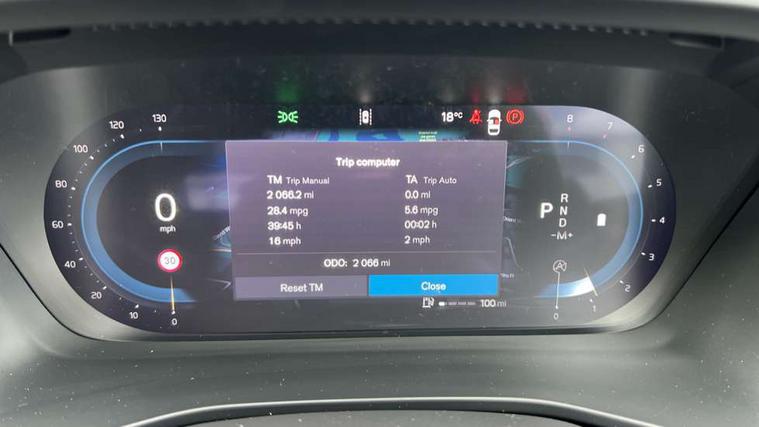 18°C
130
120
100
80
60
40
20
10
0
0
mph
30
Trip computer
TM Trip Manual
2 066.2 mi
28.4 mpg
39:45 h
16 mph
TA Trip Auto
0.0 mi
5.6 mpg
00:02 h
2 mph
ODO: 2 066 mi
Reset TM
Close
100 mi
P
R
N
D
-M+
A
P
8
7
6
5
4
3
2
1
0